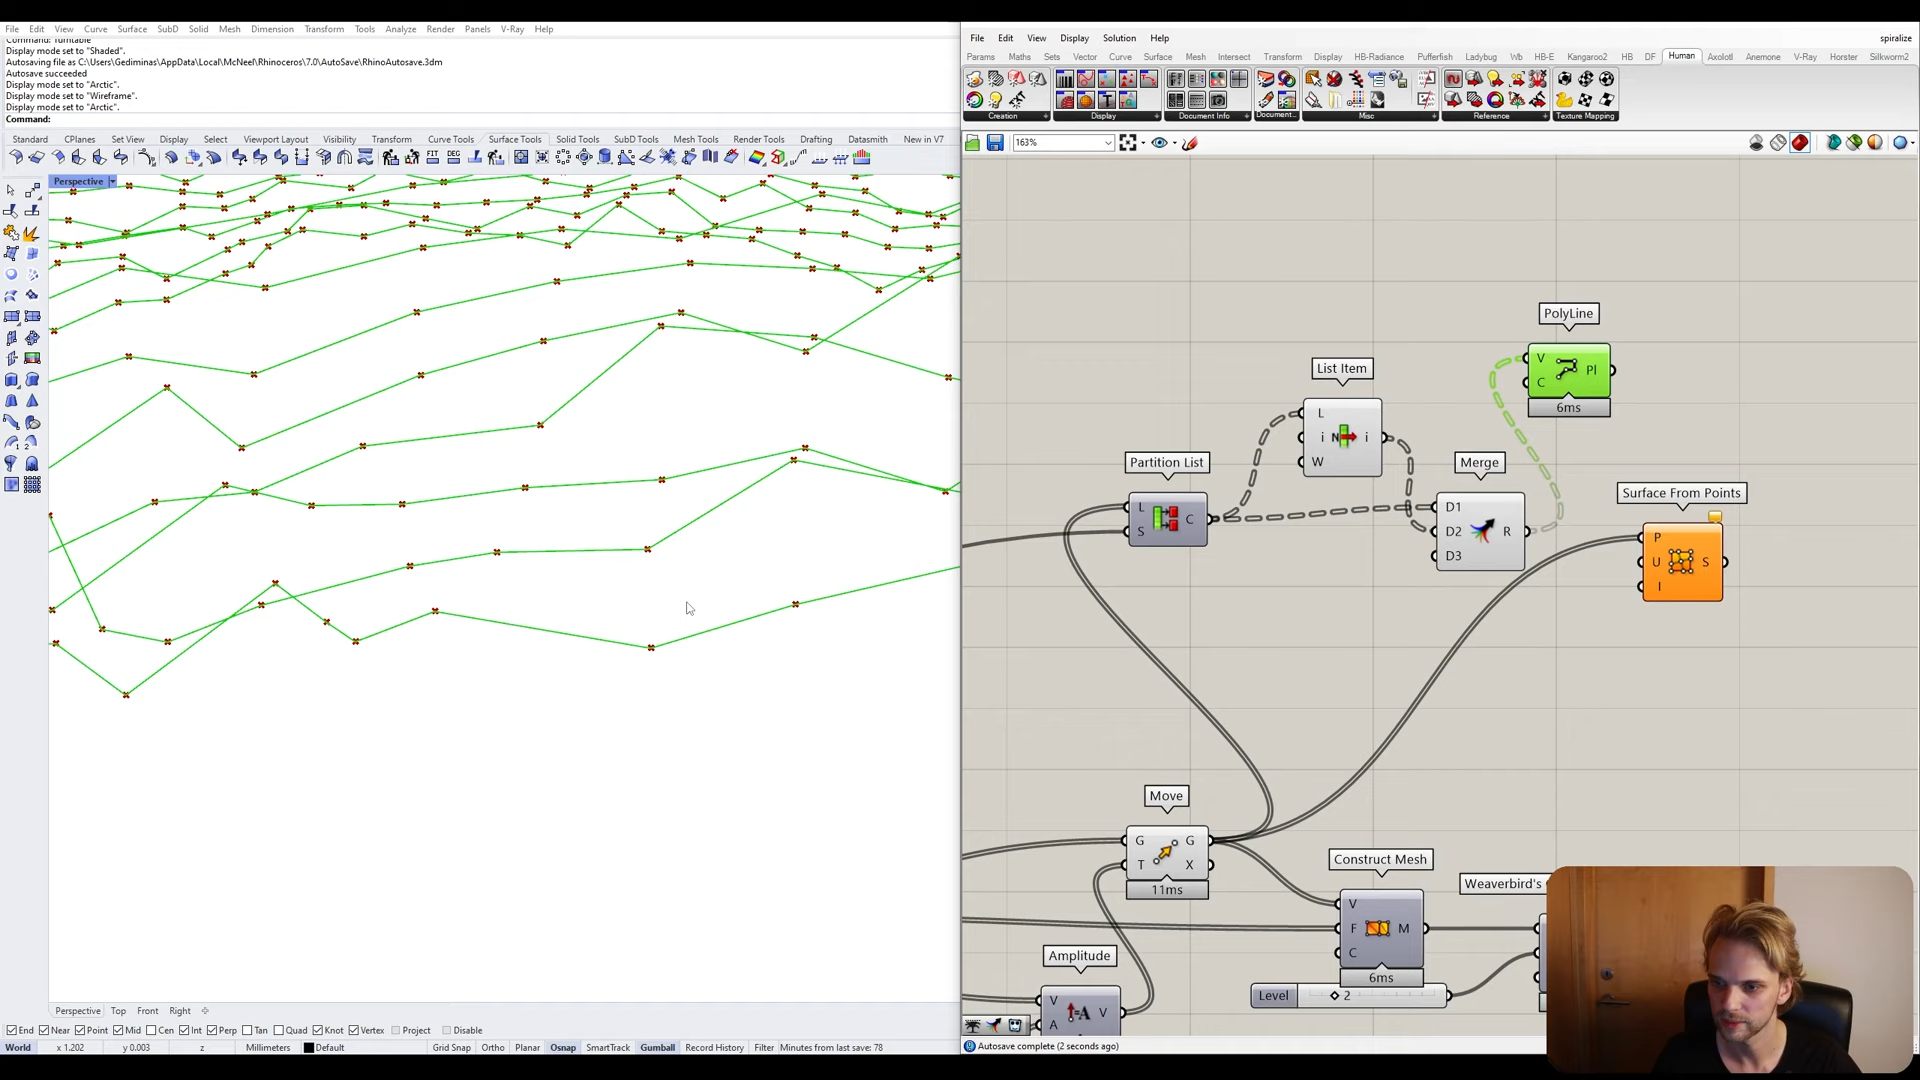 File Edit View Curve Surface SubD Solid Mesh Dimension Transform Tools Analyze Render Panels V-Ray Help
Display mode set to "Shaded".
Autosaving file as C:\Users\Gediminas\AppData\Local\McNeel\Rhinoceros\7.0\AutoSave\RhinoAutosave.3dm
Autosave succeeded
Display mode set to "Arctic".
Display mode set to "Wireframe".
Display mode set to "Arctic".
Command:
Standard CPlanes Set View Display Select Viewport Layout Visibility Transform Curve Tools Surface Tools Solid Tools SubD Tools Mesh Tools Render Tools Drafting Datasmith New in V7
Perspective
Perspective Top Front Right
End Near Point Mid Cen Int Perp Tan Quad Knot Vertex Project Disable
World x 1.202 y 0.003 z Millimeters Default Grid Snap Ortho Planar Osnap SmartTrack Gumball Record History Filter Minutes from last save: 78
File Edit View Display Solution Help
spiralize
Params Maths Sets Vector Curve Surface Mesh Intersect Transform Display HB-Radiance Pufferfish Ladybug Wb HB-E Kangaroo2 HB DF Human Axolotl Anemone V-Ray Horster Silkworm2
Creation Display Document Info Document... Misc Reference Texture Mapping
163%
PolyLine
V C Pl
6ms
List Item
L i W N i
Partition List
L S C
Merge
D1 D2 D3 R
Surface From Points
P U I S
Move
G T G X
11ms
Construct Mesh
V F C M
6ms
Weaverbird's
Amplitude
V A V
Level 2
Autosave complete (2 seconds ago)